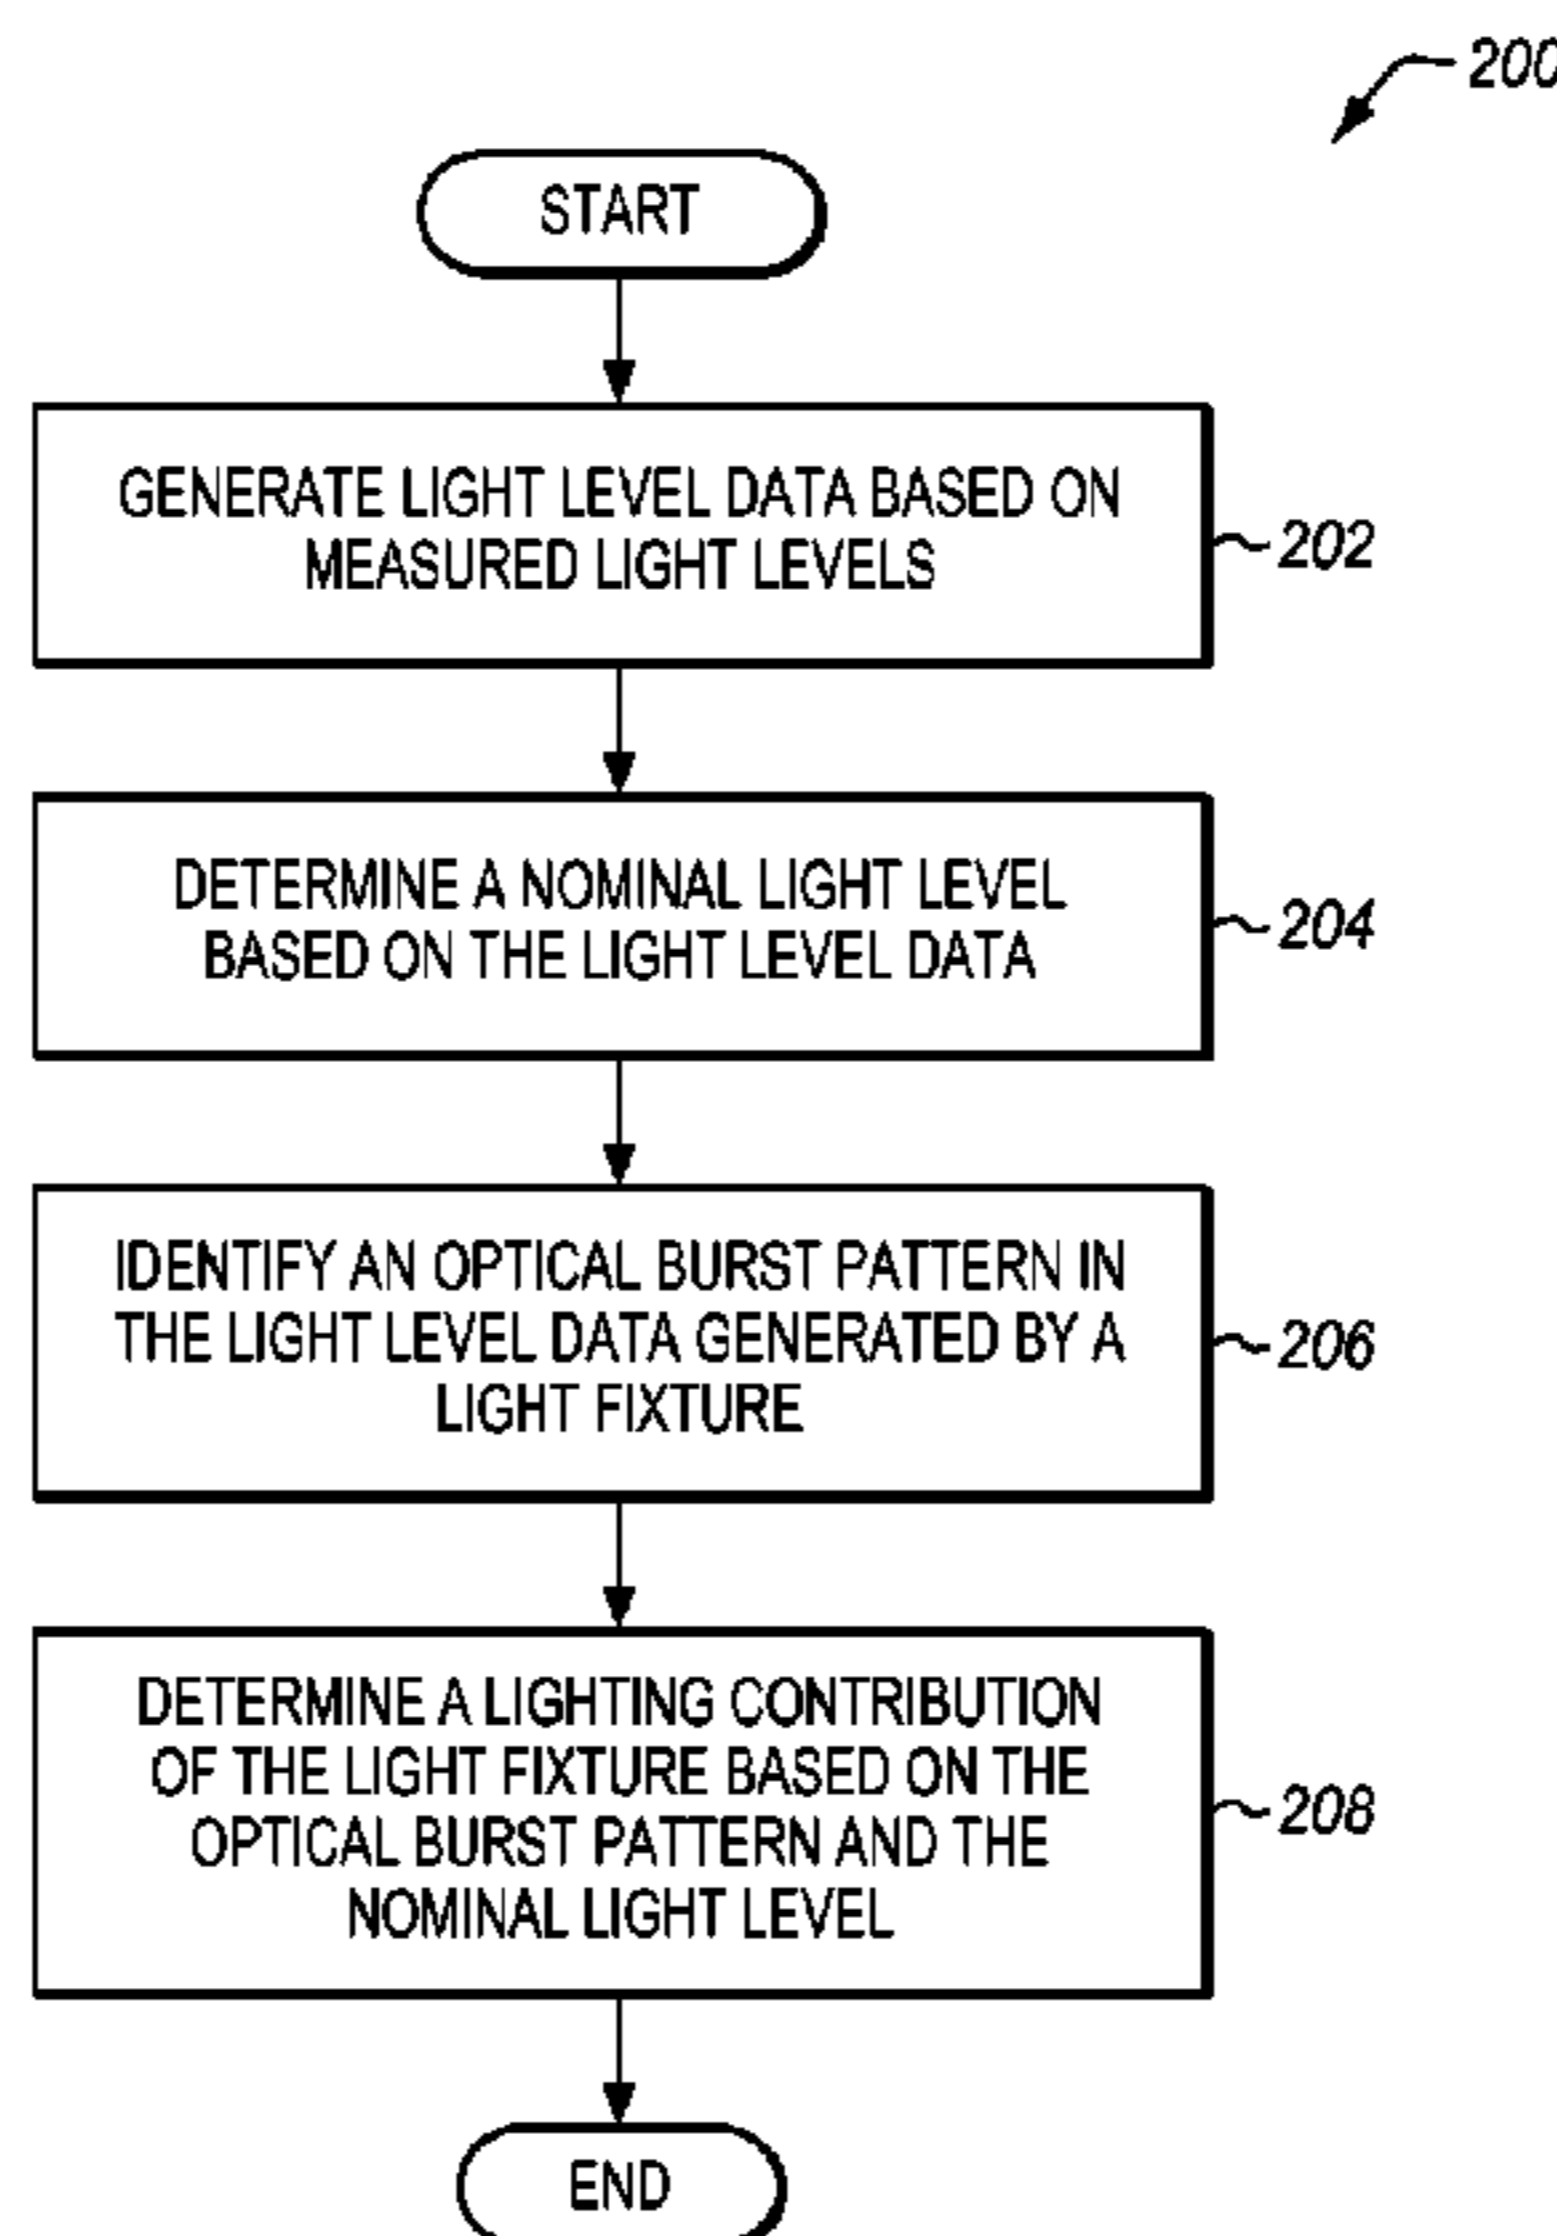 200
START
GENERATE LIGHT LEVEL DATA BASED ON
MEASURED LIGHT LEVELS
202
DETERMINE A NOMINAL LIGHT LEVEL
BASED ON THE LIGHT LEVEL DATA
204
IDENTIFY AN OPTICAL BURST PATTERN IN
THE LIGHT LEVEL DATA GENERATED BY A
LIGHT FIXTURE
206
DETERMINE A LIGHTING CONTRIBUTION
OF THE LIGHT FIXTURE BASED ON THE
OPTICAL BURST PATTERN AND THE
NOMINAL LIGHT LEVEL
208
END